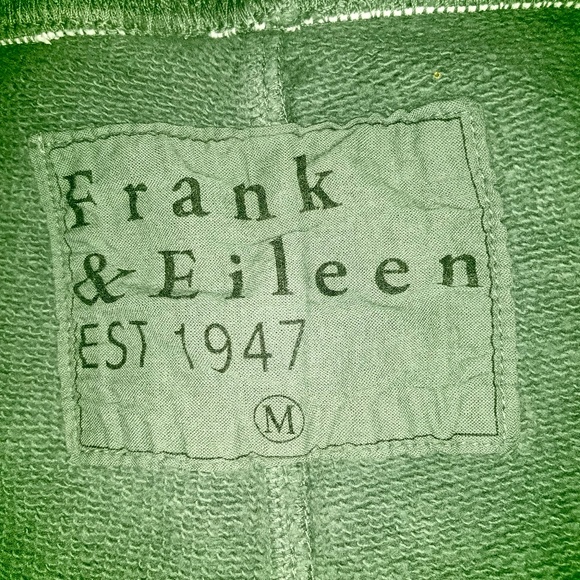 Frank
& Eileen
EST 1947
M